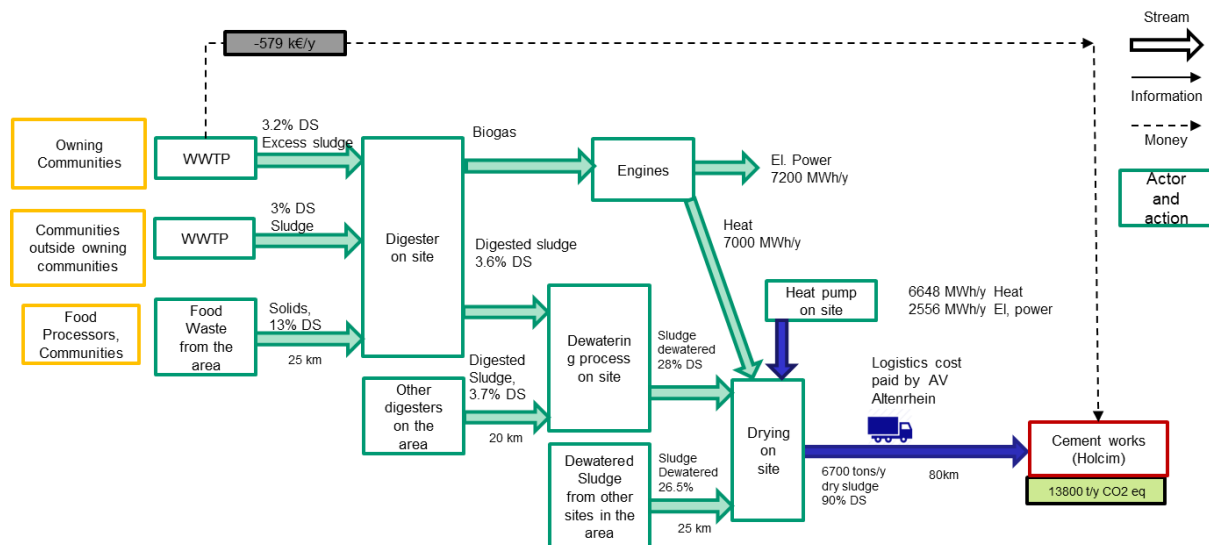 -579 k€/y
Stream
Information
Money
Actor
and
action
Owning
Communities
WWTP
3.2% DS
Excess sludge
Communities
outside owning
communities
WWTP
3% DS
Sludge
Food
Processors,
Communities
Food
Waste
from the
area
Solids,
13% DS
25 km
Digester
on site
Biogas
Engines
El. Power
7200 MWh/y
Heat
7000 MWh/y
Digested sludge
3.6% DS
Heat pump
on site
6648 MWh/y Heat
2556 MWh/y El, power
Dewaterin
g process
on site
Digested
Sludge,
3.7% DS
20 km
Other
digesters
on the
area
Sludge
dewatered
28% DS
Dewatered
Sludge
from other
sites in the
area
Sludge
Dewatered
26.5%
25 km
Drying
on
site
Logistics cost
paid by AV
Altenrhein
6700 tons/y
dry sludge
90% DS
80km
Cement works
(Holcim)
13800 t/y CO2 eq